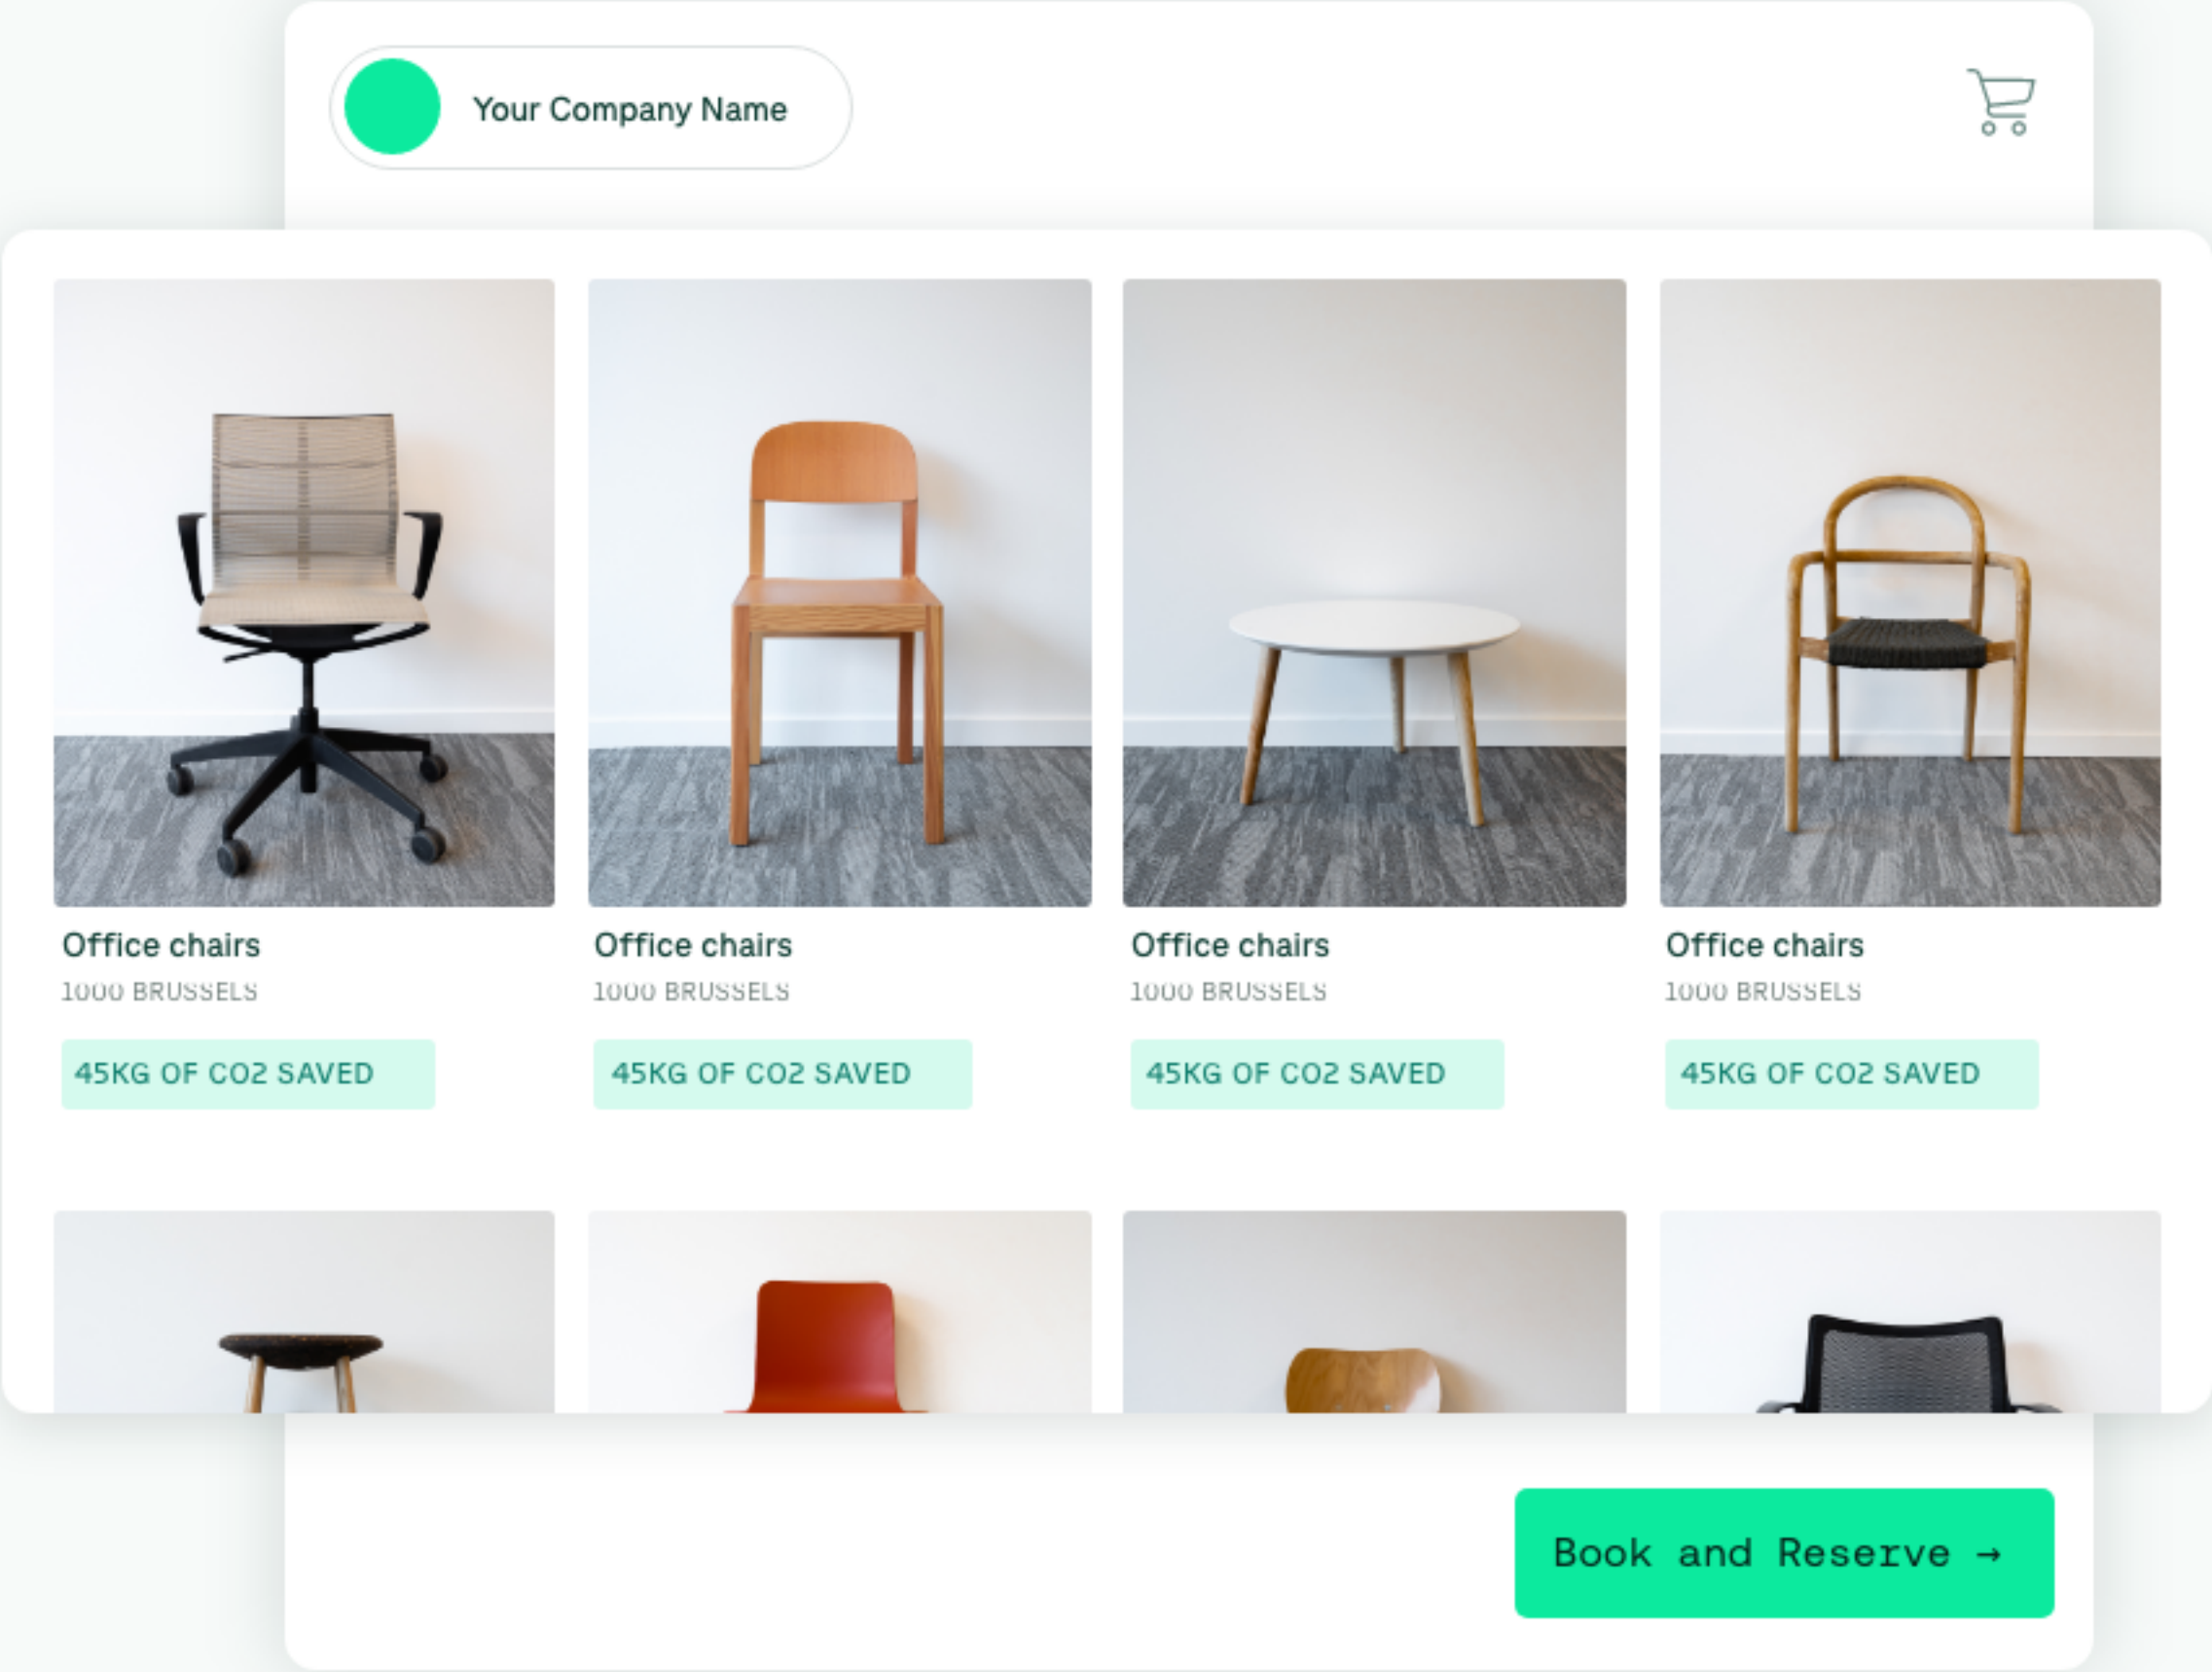 Your Company Name
Office chairs
1000 BRUSSELS
45KG OF CO2 SAVED
Office chairs
1000 BRUSSELS
45KG OF CO2 SAVED
Office chairs
1000 BRUSSELS
45KG OF CO2 SAVED
Office chairs
1000 BRUSSELS
45KG OF CO2 SAVED
Book and Reserve →